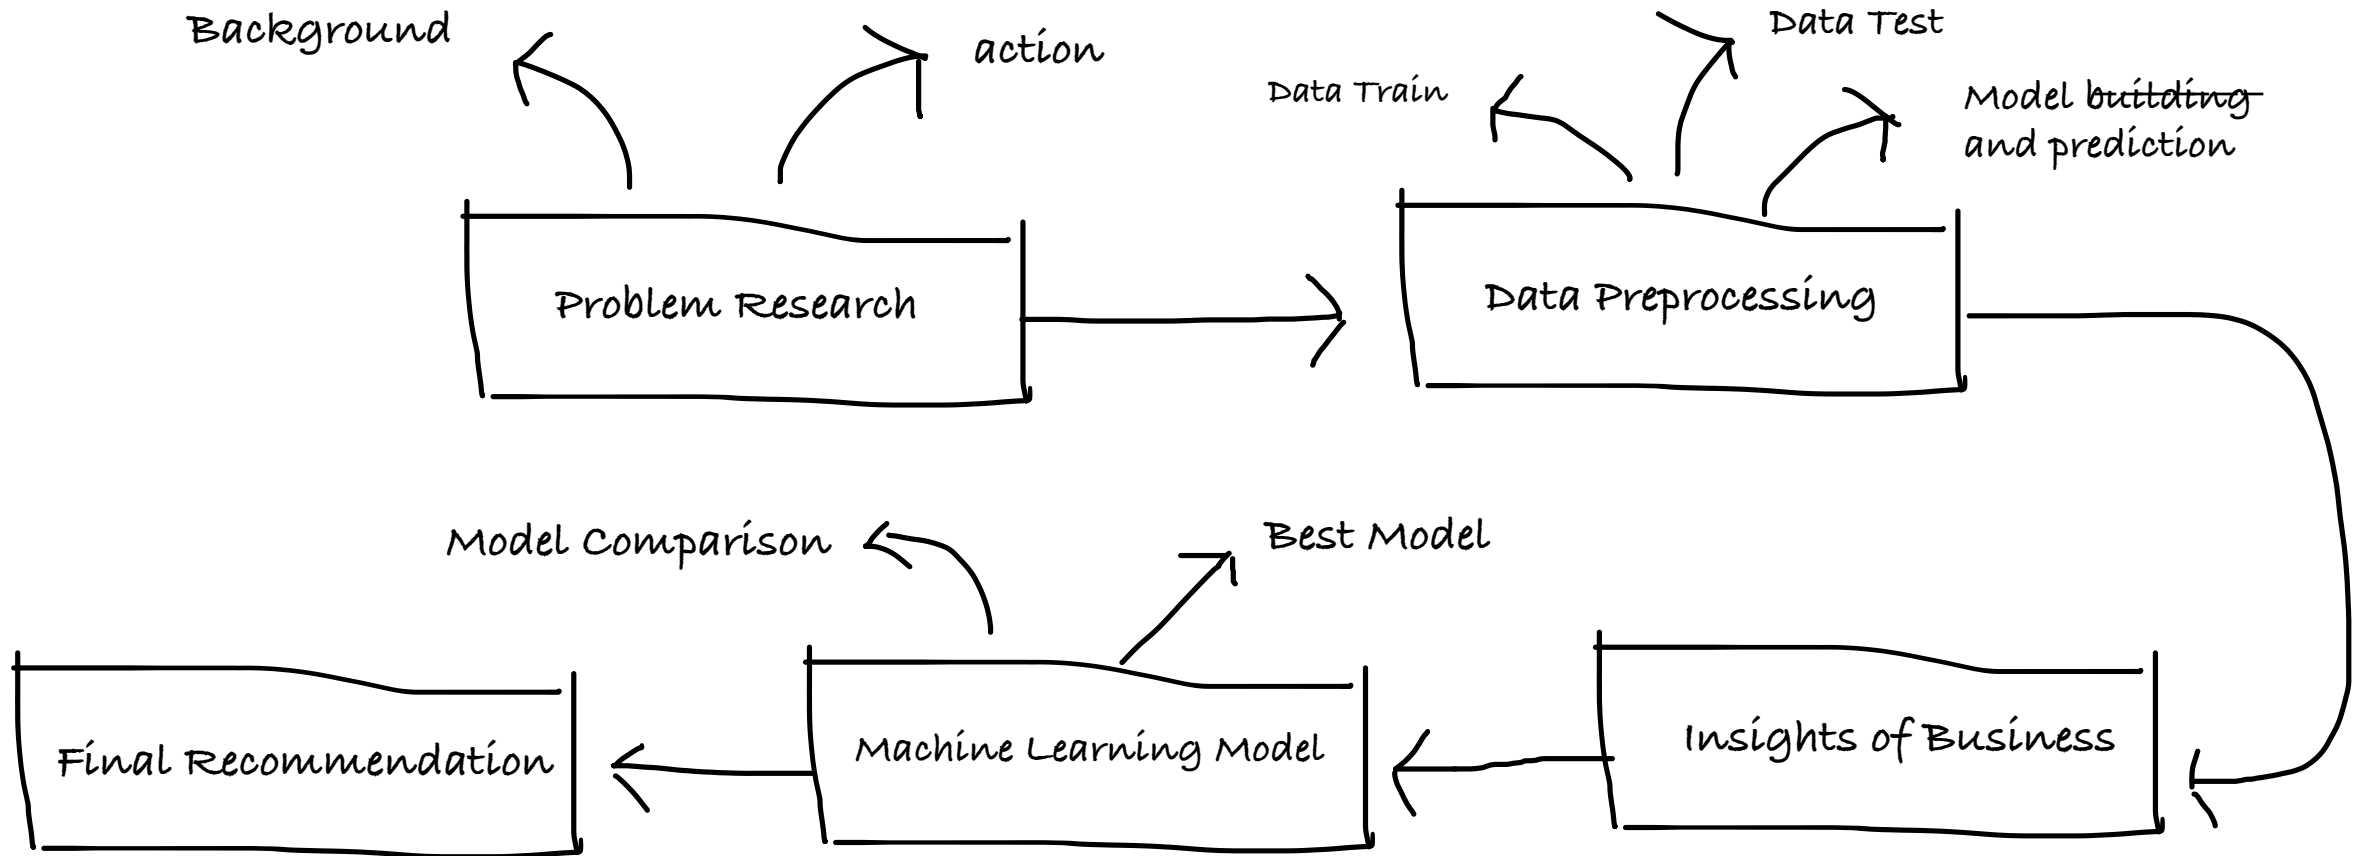 Background
action
Data Train
Data Test
Model building
and prediction
Problem Research
Data Preprocessing
Model Comparison
Best Model
Final Recommendation
Machine Learning Model
Insights of Business